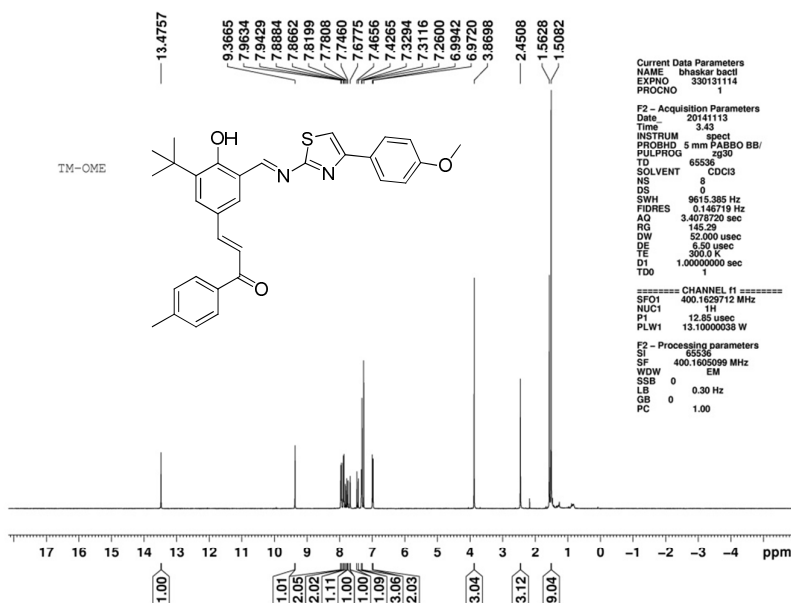 13.4757
9.3665
7.9634
7.9429
7.8884
7.8662
7.8199
7.7808
7.7460
7.6775
7.4656
7.4265
7.3294
7.3116
7.2600
6.9942
6.9720
3.8698
2.4508
1.5628
1.5082
TM-OME
OH
S
N
N
O
O
Current Data Parameters
NAME bhaskar bactl
EXPNO 330131114
PROCNO 1
F2 – Acquisition Parameters
Date_ 20141113
Time 3.43
INSTRUM spect
PROBHD 5 mm PABBO BB/
PULPROG zg30
TD 65536
SOLVENT CDCl3
NS 8
DS 0
SWH 9615.385 Hz
FIDRES 0.146719 Hz
AQ 3.4078720 sec
RG 145.29
DW 52.000 usec
DE 6.50 usec
TE 300.0 K
D1 1.00000000 sec
TD0 1
======== CHANNEL f1 ========
SFO1 400.1629712 MHz
NUC1 1H
P1 12.85 usec
PLW1 13.10000038 W
F2 – Processing parameters
SI 65536
SF 400.1605099 MHz
WDW EM
SSB 0
LB 0.30 Hz
GB 0
PC 1.00
17 16 15 14 13 12 11 10 9 8 7 6 5 4 3 2 1 0 −1 −2 −3 −4 ppm
1.00
1.01
2.05
2.02
1.11
1.00
1.00
1.09
3.06
2.03
3.04
3.12
9.04